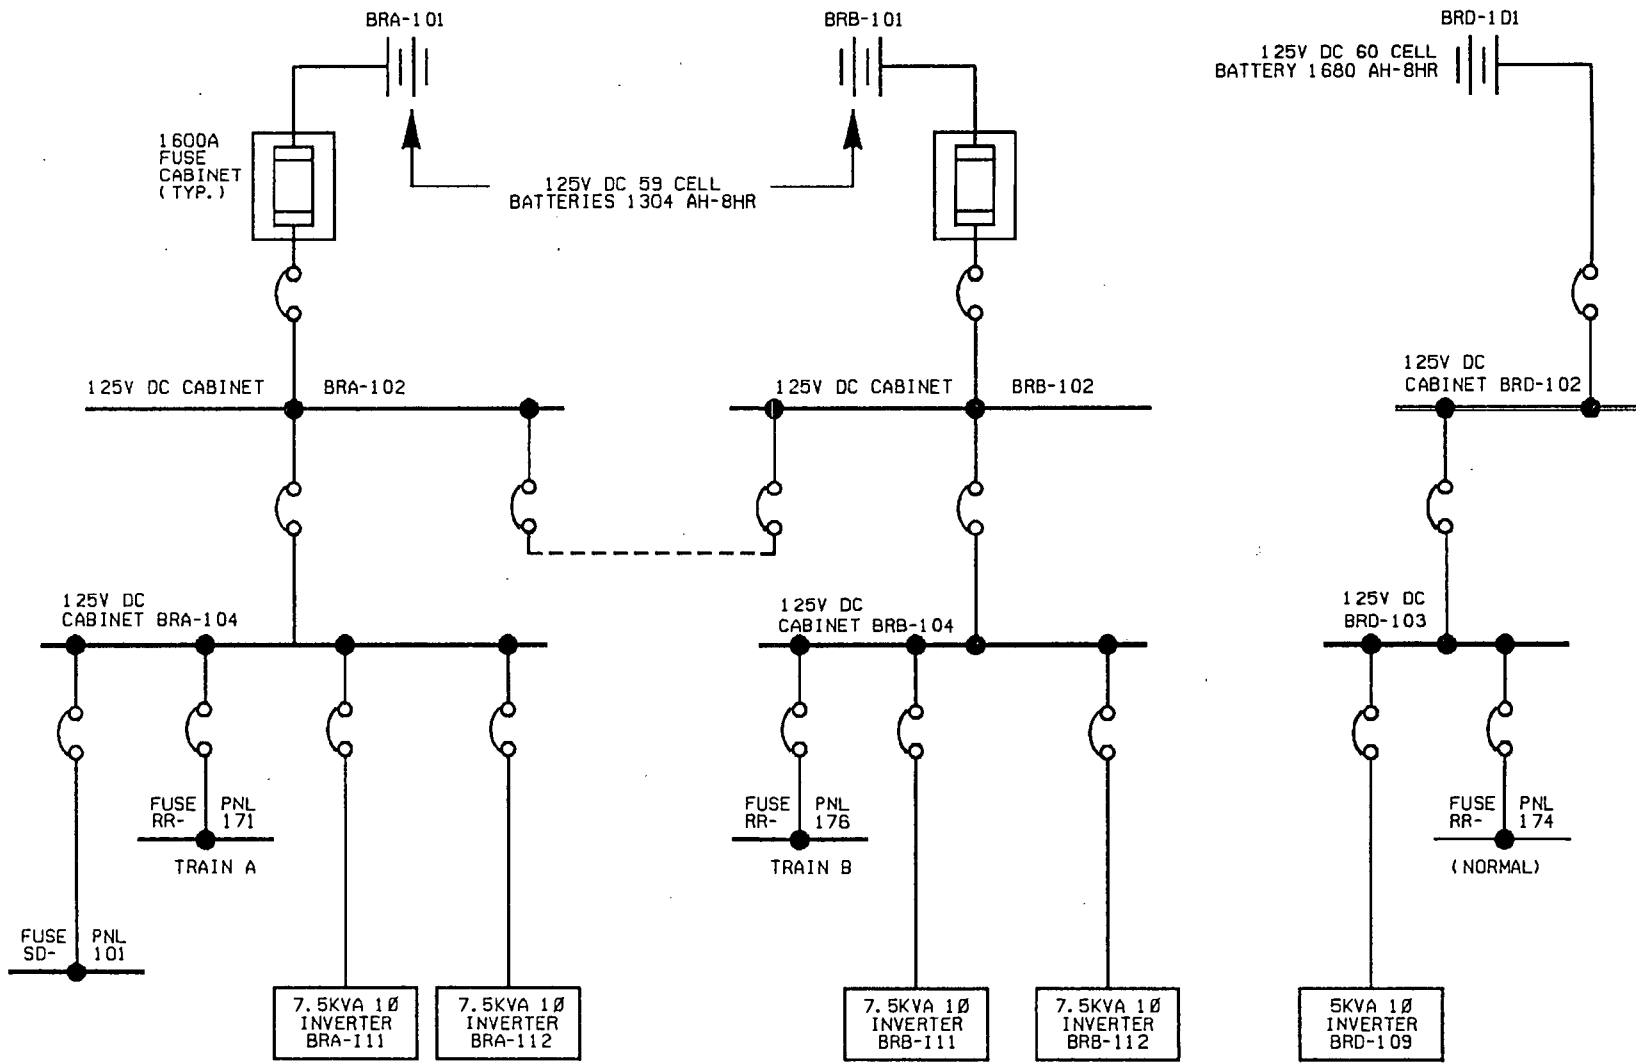 BRA-101
BRB-101
BRD-101
125V DC 60 CELL
BATTERY 1680 AH-8HR
1600A
FUSE
CABINET
(TYP.)
125V DC 59 CELL
BATTERIES 1304 AH-8HR
125V DC CABINET BRA-102
125V DC CABINET BRB-102
125V DC
CABINET BRD-102
125V DC
CABINET BRA-104
125V DC
CABINET BRB-104
125V DC
BRD-103
FUSE PNL
RR- 171
TRAIN A
FUSE PNL
RR- 176
TRAIN B
FUSE PNL
RR- 174
(NORMAL)
FUSE PNL
SD- 101
7.5KVA 1Ø
INVERTER
BRA-111
7.5KVA 1Ø
INVERTER
BRA-112
7.5KVA 1Ø
INVERTER
BRB-111
7.5KVA 1Ø
INVERTER
BRB-112
5KVA 1Ø
INVERTER
BRD-109